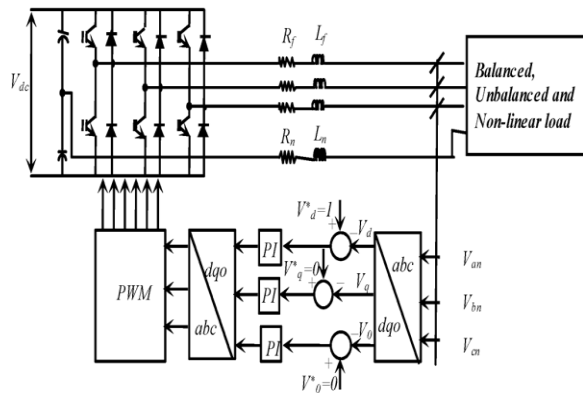 R_f L_f
V_dc
Balanced,
Unbalanced and
Non-linear load
R_n L_n
V*_d=1
V_d
abc
PI
V_an
dqo
V*_q=0
V_q
PWM
PI
V_bn
abc
V_0
dqo
PI
V_cn
V*_0=0